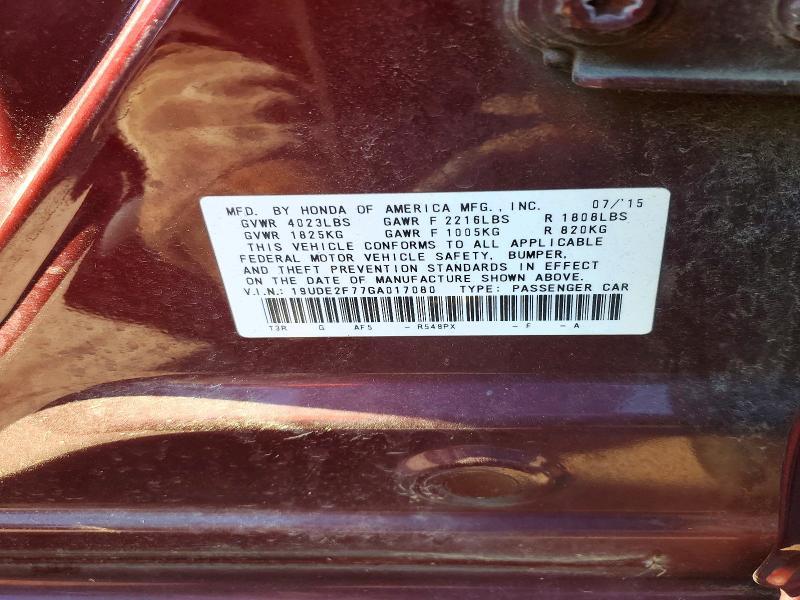 MFD. BY HONDA OF AMERICA MFG., INC. 07/'15
GVWR 4023LBS GAWR F 2216LBS R 1808LBS
GVWR 1825KG GAWR F 1005KG R 820KG
THIS VEHICLE CONFORMS TO ALL APPLICABLE
FEDERAL MOTOR VEHICLE SAFETY, BUMPER,
AND THEFT PREVENTION STANDARDS IN EFFECT
ON THE DATE OF MANUFACTURE SHOWN ABOVE.
V.I.N.: 19UDE2F77GA017080 TYPE: PASSENGER CAR
T3R G AF5 - R548PX - F - A